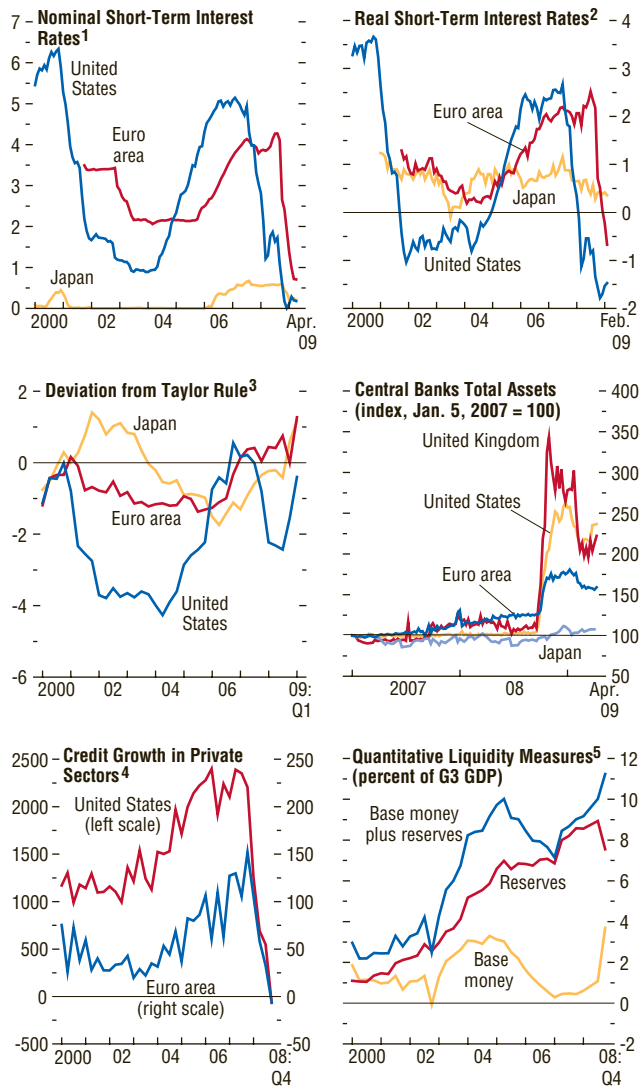 Nominal Short-Term Interest
Rates1
7
6
5
4
3
2
1
0
United
States
Euro
area
Japan
2000 02 04 06 08 Apr.
09
Real Short-Term Interest Rates2
4
3
2
1
0
-1
-2
Euro area
Japan
United States
2000 02 04 06 Feb.
09
Deviation from Taylor Rule3
2
0
-2
-4
-6
Japan
Euro area
United
States
2000 02 04 06 09:
Q1
Central Banks Total Assets
(index, Jan. 5, 2007 = 100)
400
350
300
250
200
150
100
50
United Kingdom
United States
Euro area
Japan
2007 08 Apr.
09
Credit Growth in Private
Sectors4
2500
2000
1500
1000
500
0
-500
United States
(left scale)
Euro area
(right scale)
250
200
150
100
50
0
-50
2000 02 04 06 08:
Q4
Quantitative Liquidity Measures5
(percent of G3 GDP)
12
10
8
6
4
2
0
-2
Base money
plus reserves
Reserves
Base
money
2000 02 04 06 08:
Q4